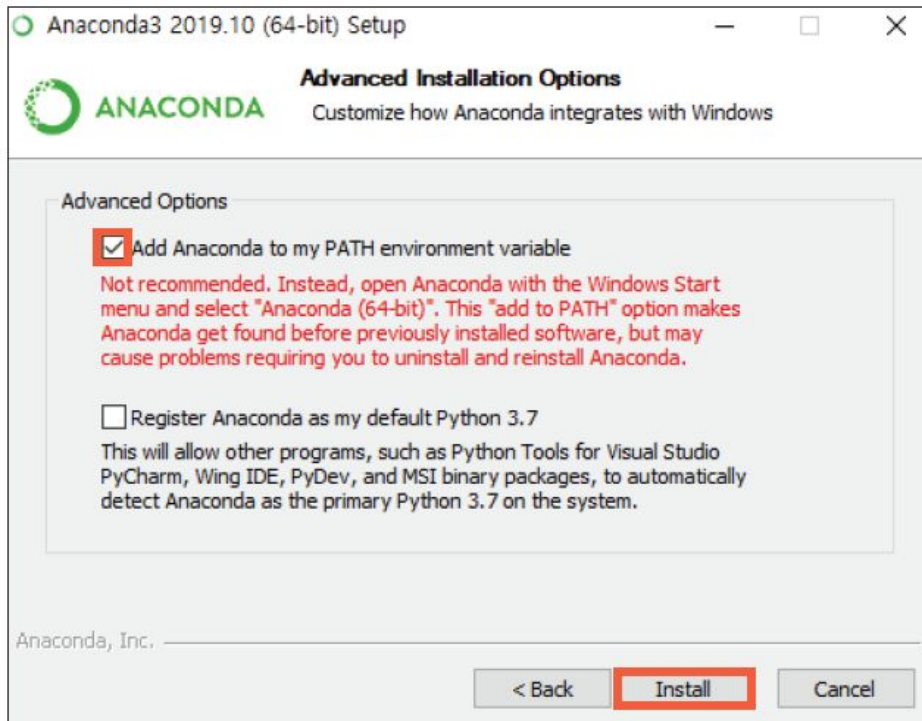 Anaconda3 2019.10 (64-bit) Setup
ANACONDA
Advanced Installation Options
Customize how Anaconda integrates with Windows
Advanced Options
Add Anaconda to my PATH environment variable
Not recommended. Instead, open Anaconda with the Windows Start
menu and select "Anaconda (64-bit)". This "add to PATH" option makes
Anaconda get found before previously installed software, but may
cause problems requiring you to uninstall and reinstall Anaconda.
Register Anaconda as my default Python 3.7
This will allow other programs, such as Python Tools for Visual Studio
PyCharm, Wing IDE, PyDev, and MSI binary packages, to automatically
detect Anaconda as the primary Python 3.7 on the system.
Anaconda, Inc.
< Back Install Cancel